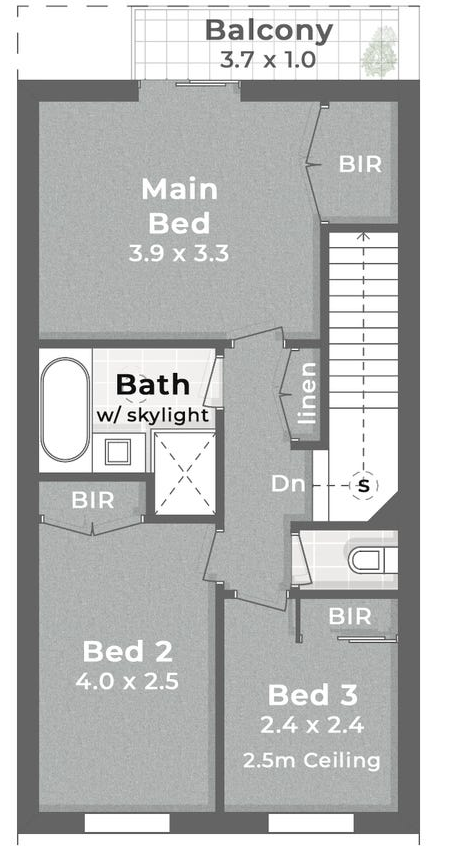 Balcony
3.7 x 1.0
BIR
Main
Bed
3.9 x 3.3
Bath
w/ skylight
linen
BIR
Dn
s
BIR
Bed 2
4.0 x 2.5
Bed 3
2.4 x 2.4
2.5m Ceiling